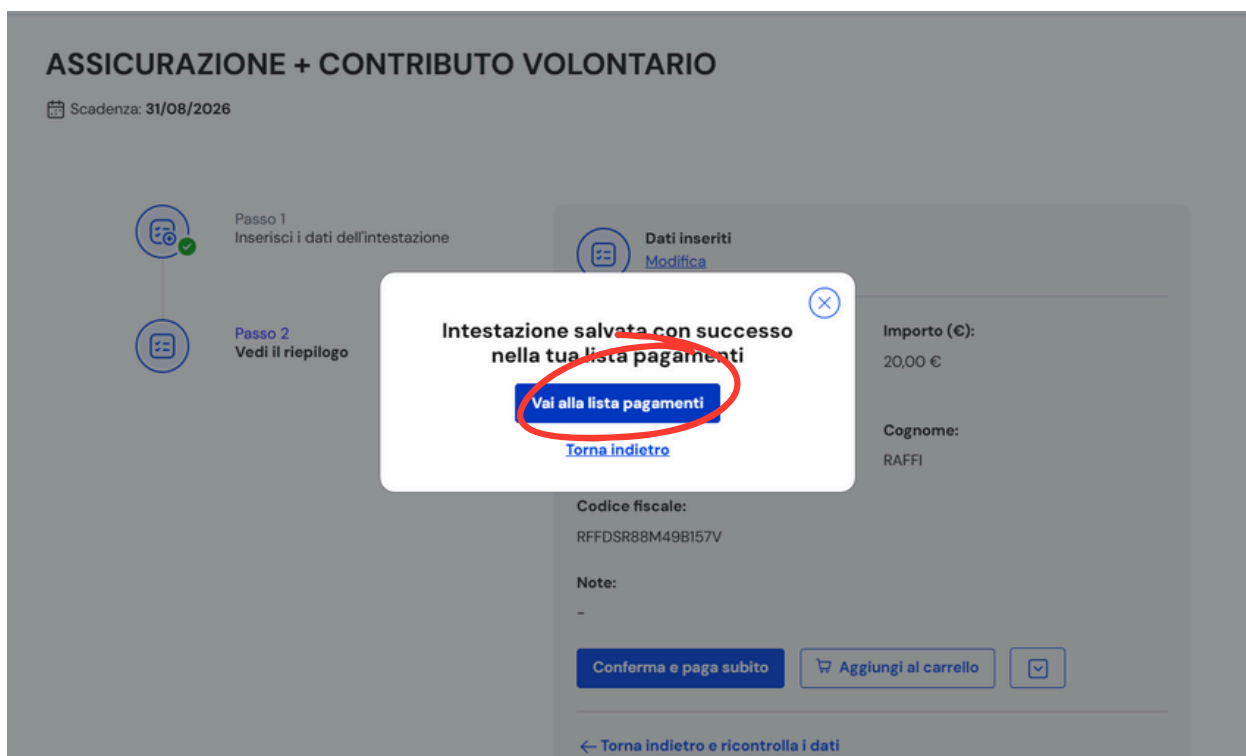 ASSICURAZIONE + CONTRIBUTO VOLONTARIO
Scadenza: 31/08/2026
Passo 1
Inserisci i dati dell'intestazione
Passo 2
Vedi il riepilogo
Dati inseriti
Modifica
Intestazione salvata con successo
nella tua lista pagamenti
Vai alla lista pagamenti
Torna indietro
Importo (€):
20,00 €
Cognome:
RAFFI
Codice fiscale:
RFFDSR88M49B157V
Note:
-
Conferma e paga subito
Aggiungi al carrello
Torna indietro e ricontrolla i dati